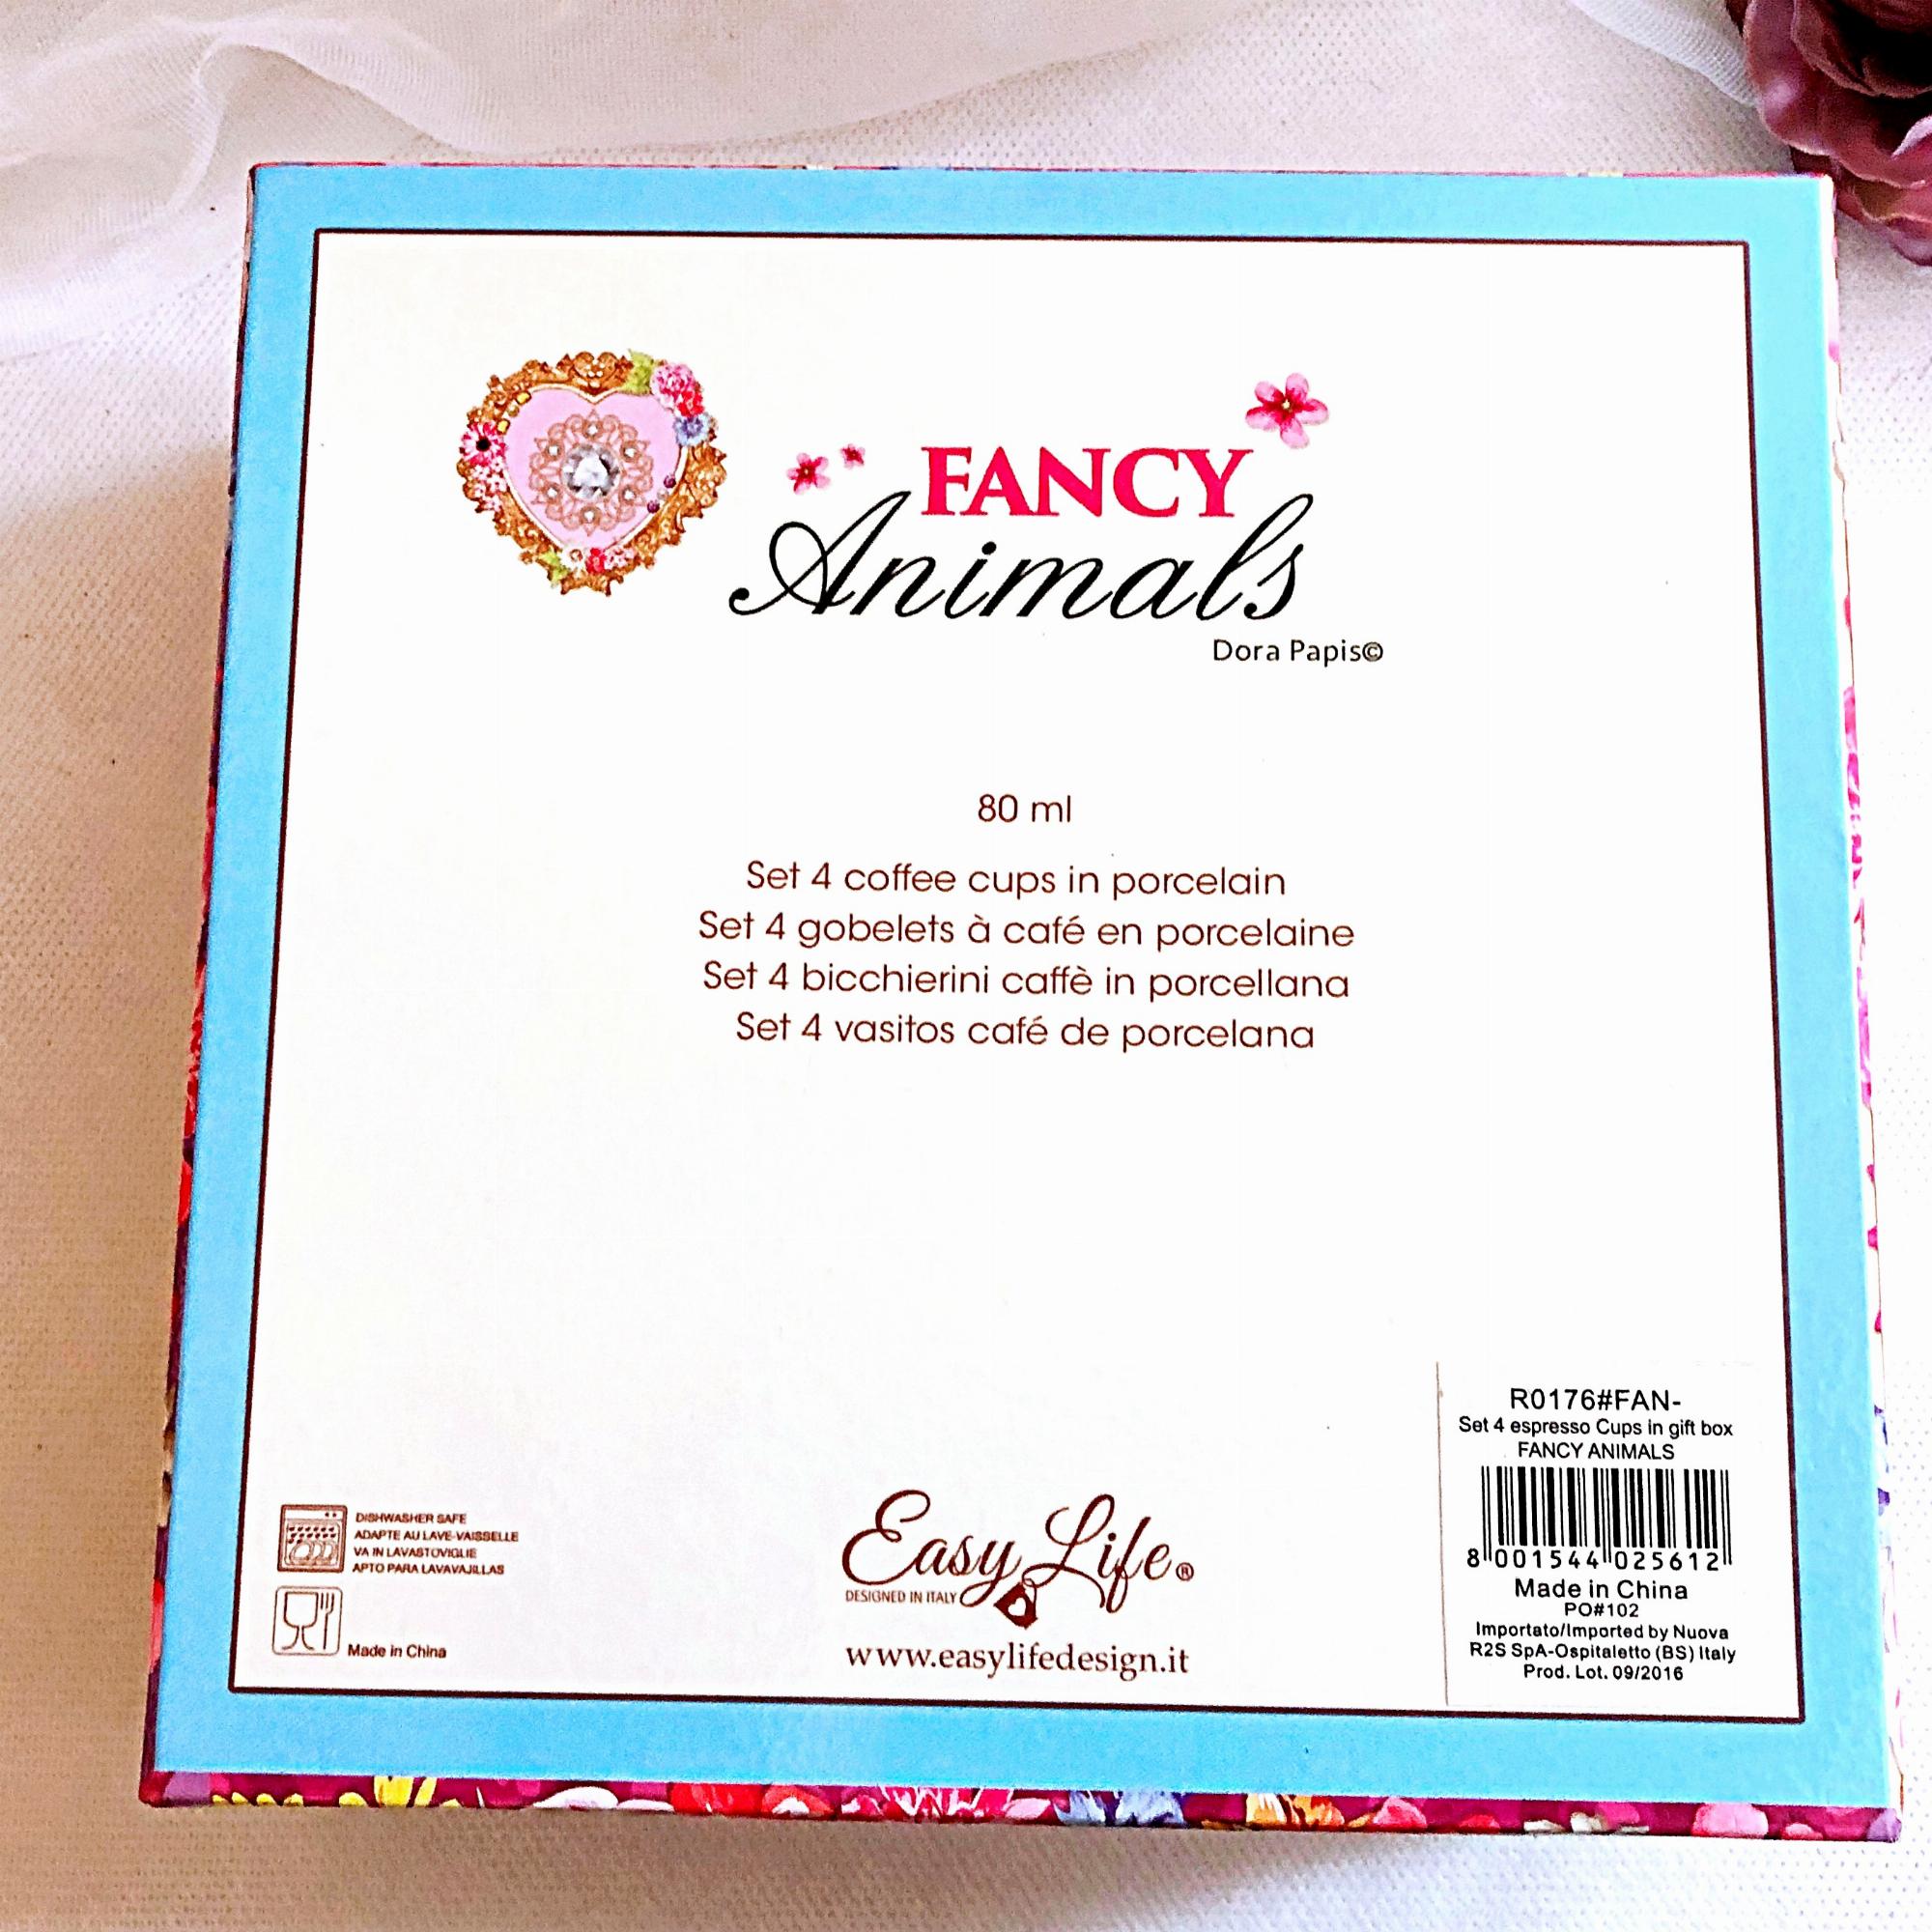 FANCY
Animals
Dora Papis©
80 ml
Set 4 coffee cups in porcelain
Set 4 gobelets à café en porcelaine
Set 4 bicchierini caffè in porcellana
Set 4 vasitos café de porcelana
DISHWASHER SAFE
ADAPTE AU LAVE-VAISSELLE
VA IN LAVASTOVIGLIE
APTO PARA LAVAVAJILLAS
Made in China
Easy Life®
DESIGNED IN ITALY
www.easylifedesign.it
R0176#FAN-
Set 4 espresso Cups in gift box
FANCY ANIMALS
8 001544 025612
Made in China
PO#102
Importato/Imported by Nuova
R2S SpA-Ospitaletto (BS) Italy
Prod. Lot. 09/2016